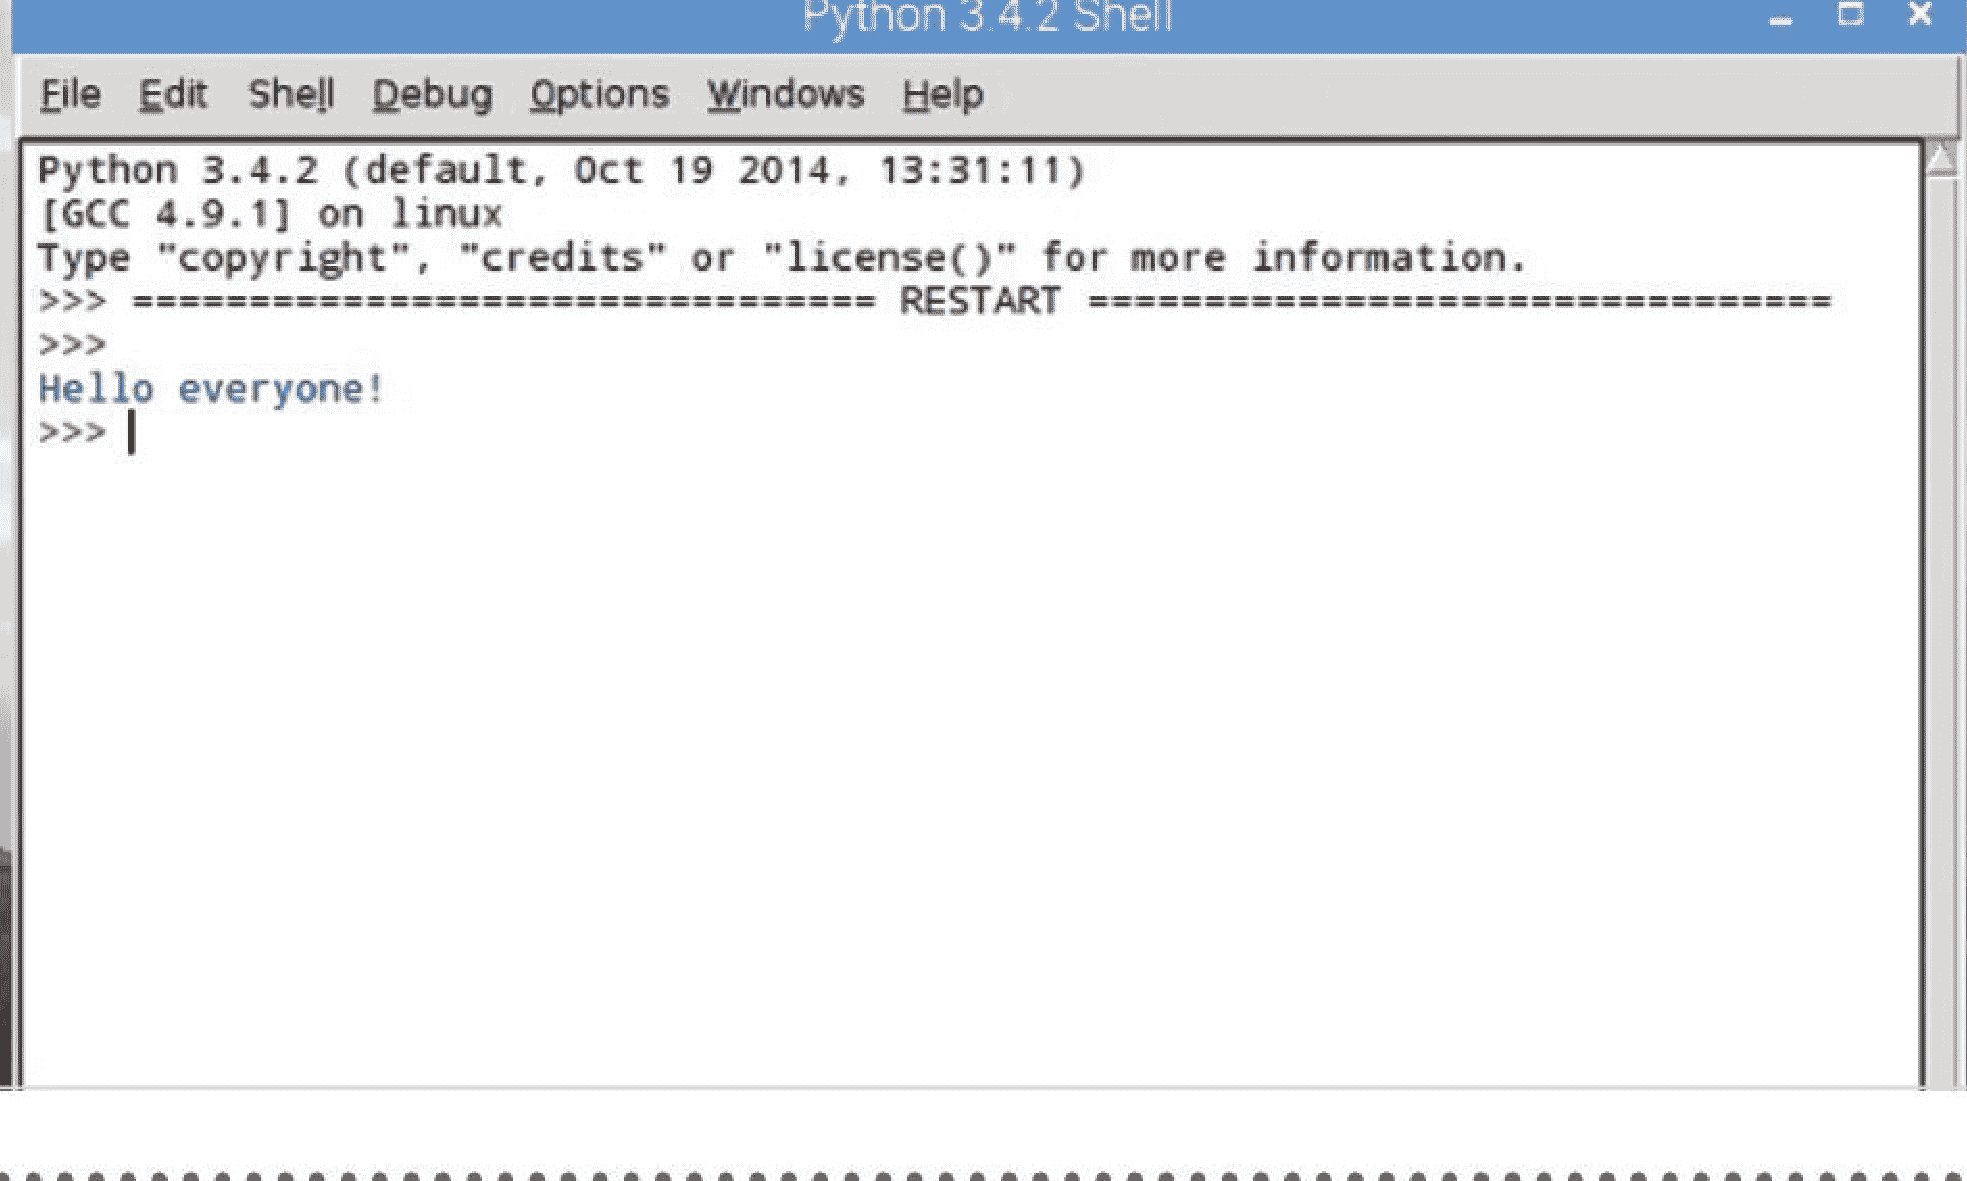 Python 3.4.2 Shell
File Edit Shell Debug Options Windows Help
Python 3.4.2 (default, Oct 19 2014, 13:31:11)
[GCC 4.9.1] on linux
Type "copyright", "credits" or "license()" for more information.
>>> ================================ RESTART ================================
>>>
Hello everyone!
>>>